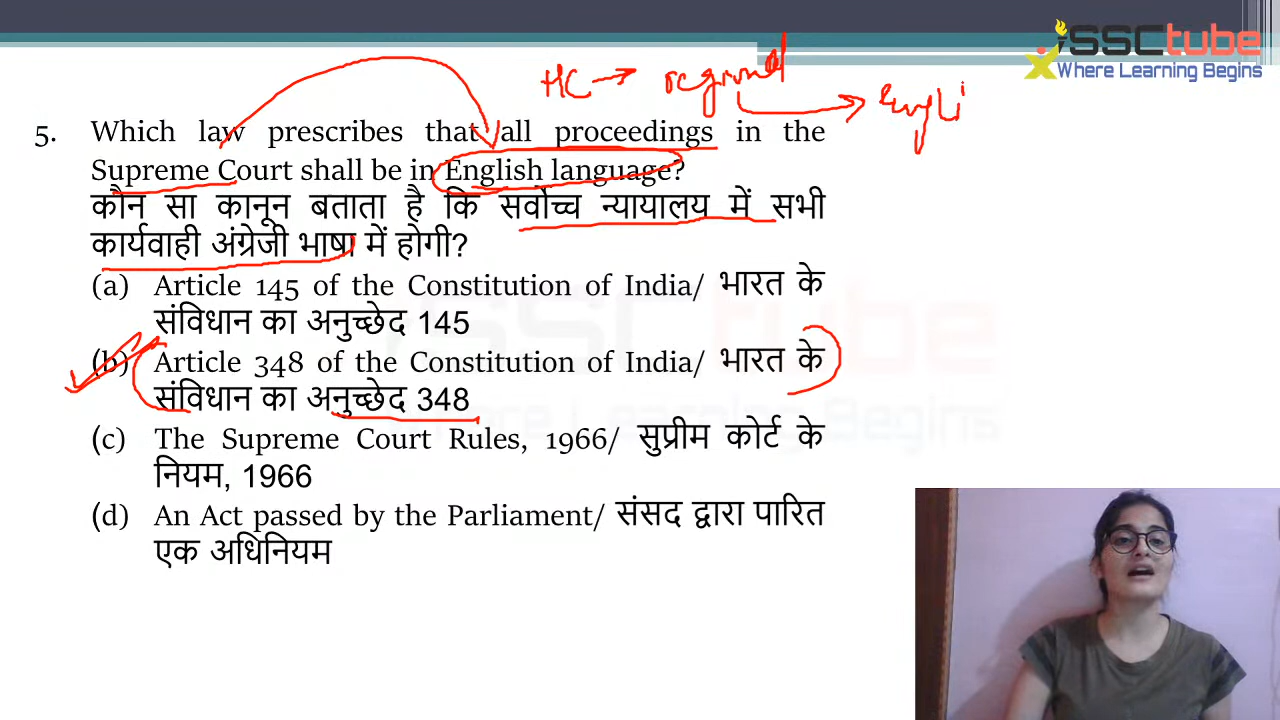 iSSCtube
Where Learning Begins
HC → regional → Engli
5. Which law prescribes that all proceedings in the
Supreme Court shall be in English language?
कौन सा कानून बताता है कि सर्वोच्च न्यायालय में सभी
कार्यवाही अंग्रेजी भाषा में होगी?
(a) Article 145 of the Constitution of India/ भारत के
संविधान का अनुच्छेद 145
(b) Article 348 of the Constitution of India/ भारत के
संविधान का अनुच्छेद 348
(c) The Supreme Court Rules, 1966/ सुप्रीम कोर्ट के
नियम, 1966
(d) An Act passed by the Parliament/ संसद द्वारा पारित
एक अधिनियम